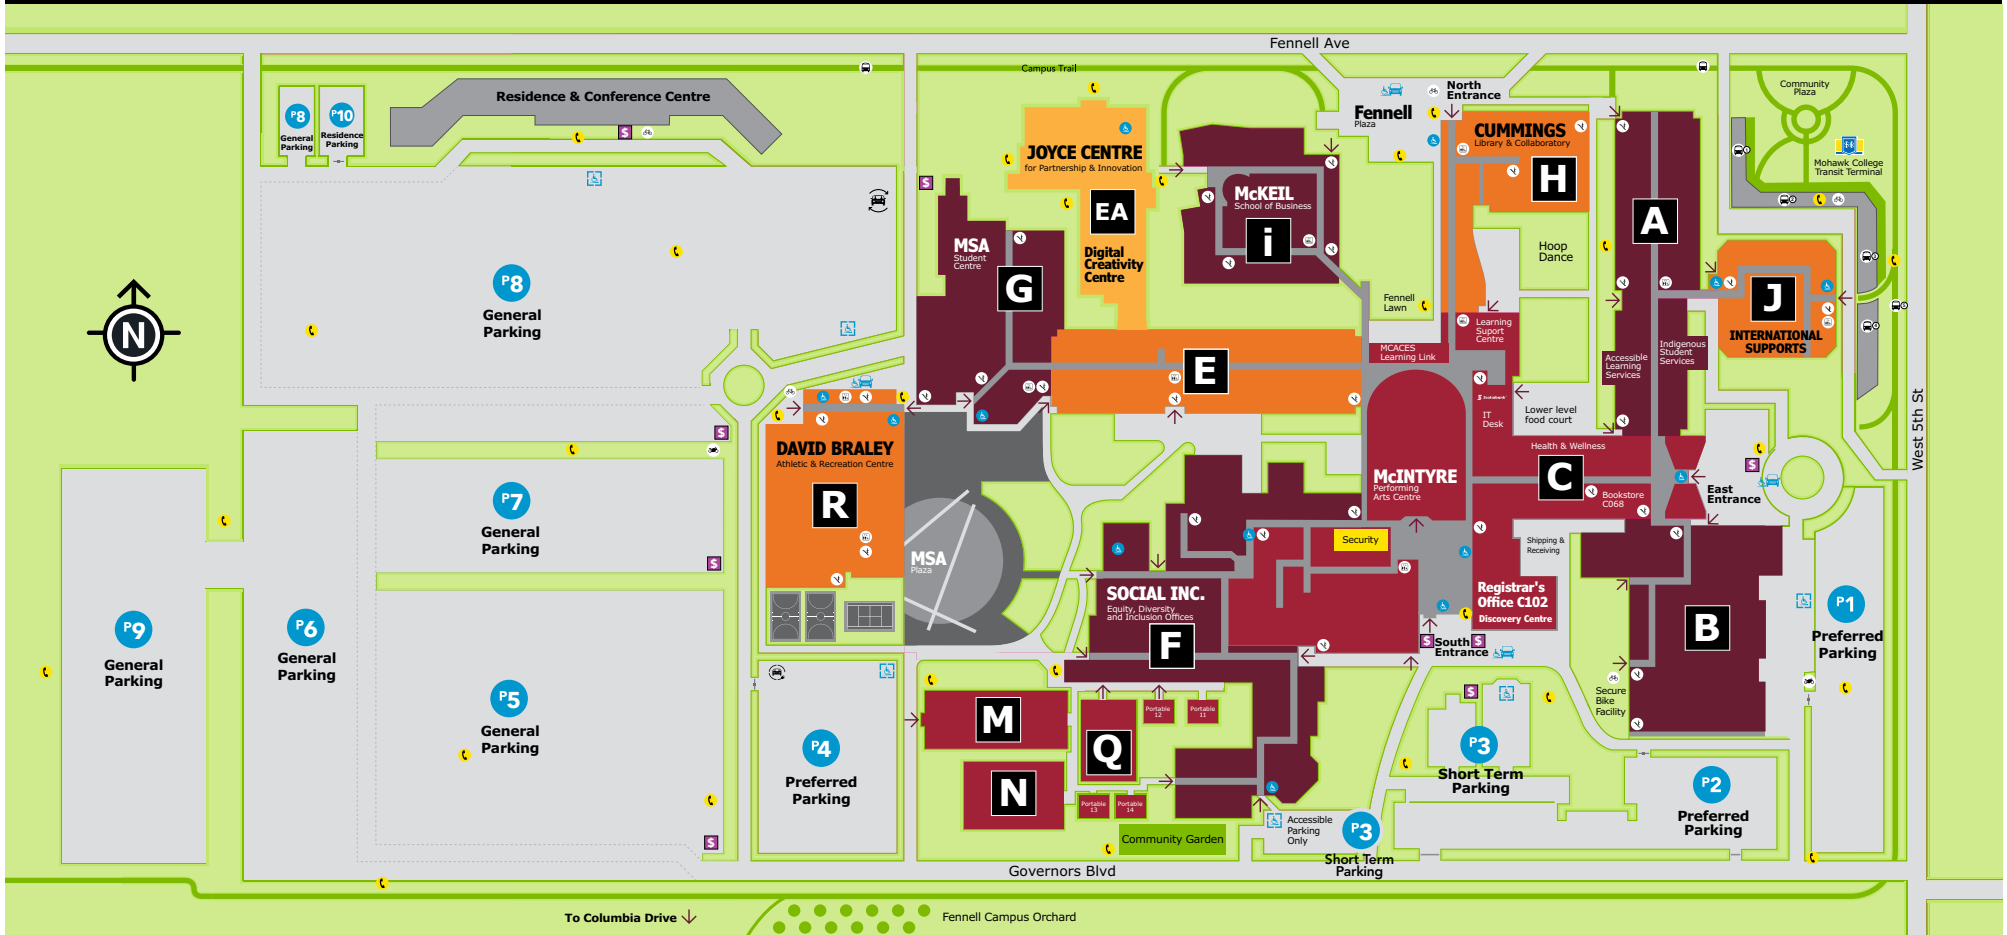 Fennell Ave
Campus Trail
Residence & Conference Centre
P8
General
Parking
P10
Residence
Parking
North
Entrance
Fennell
Plaza
Community
Plaza
Mohawk College
Transit Terminal
JOYCE CENTRE
for Partnership & Innovation
EA
Digital
Creativity
Centre
McKEIL
School of Business
i
CUMMINGS
Library & Collaboratory
H
A
Hoop
Dance
MSA
Student
Centre
G
N
P8
General
Parking
Fennell
Lawn
J
INTERNATIONAL
SUPPORTS
Learning
Suport
Centre
MCACES
Learning Link
Indigenous
Student
Services
Accessible
Learning
Services
E
Scotiabank
IT
Desk
Lower level
food court
West 5th St
DAVID BRALEY
Athletic & Recreation Centre
R
Health & Wellness
McINTYRE
Performing
Arts Centre
C
Bookstore
C068
East
Entrance
P7
General
Parking
MSA
Plaza
Security
Shipping &
Receiving
SOCIAL INC.
Equity, Diversity
and Inclusion Offices
F
Registrar's
Office C102
Discovery Centre
South
Entrance
B
P1
Preferred
Parking
P9
General
Parking
P6
General
Parking
P5
General
Parking
P4
Preferred
Parking
M
N
Q
Portable
12
Portable
11
Portable
13
Portable
14
Secure
Bike
Facility
P3
Short Term
Parking
P2
Preferred
Parking
Accessible
Parking
Only
P3
Short Term
Parking
Community Garden
Governors Blvd
To Columbia Drive
Fennell Campus Orchard